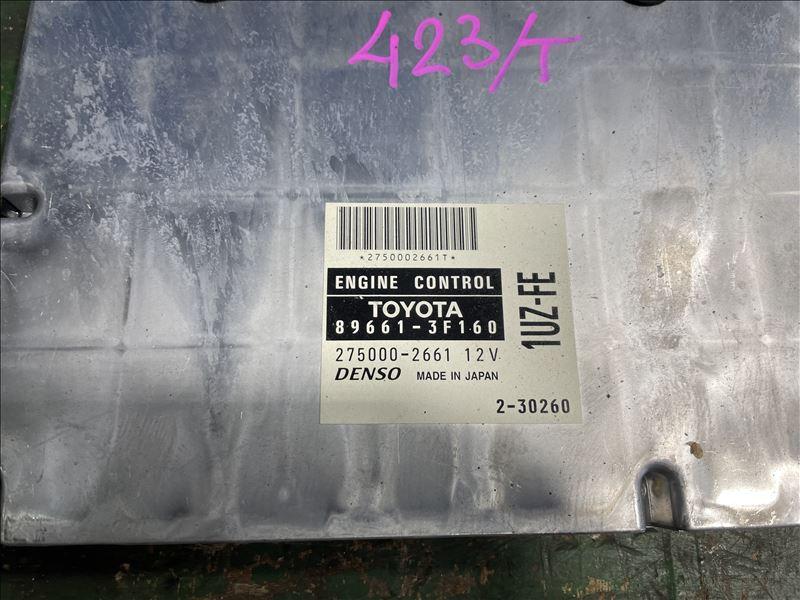 423/T
*2750002661T*
ENGINE CONTROL
TOYOTA
89661-3F160
275000-2661 12V
DENSO MADE IN JAPAN
1UZ-FE
2-30260